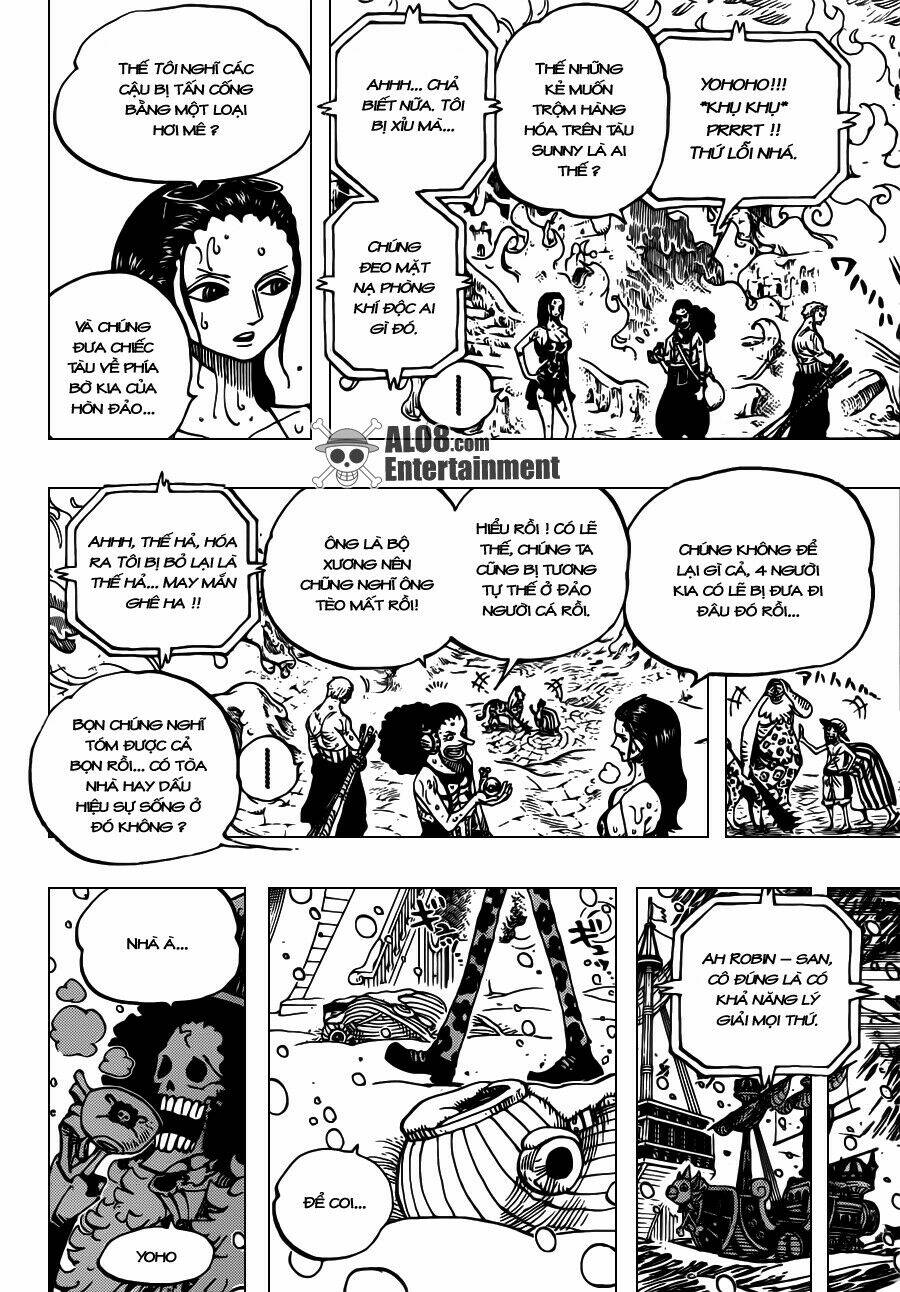 YOHOHO!!!
*KHỤ KHỤ*
PRRRT !!
THỨ LỖI NHÁ.
THẾ NHỮNG
KẺ MUỐN
TRỘM HÀNG
HÓA TRÊN TÀU
SUNNY LÀ AI
THẾ ?
AHHH... CHẢ
BIẾT NỮA. TÔI
BỊ XỈU MÀ...
CHÚNG
ĐEO MẶT
NẠ PHÒNG
KHÍ ĐỘC AI
GÌ ĐÓ.
THẾ TÔI NGHĨ CÁC
CẬU BỊ TẤN CÔNG
BẰNG MỘT LOẠI
HƠI MÊ ?
VÀ CHÚNG
ĐƯA CHIẾC
TÀU VỀ PHÍA
BỜ KIA CỦA
HÒN ĐẢO...
AL08.com
Entertainment
CHÚNG KHÔNG ĐỂ
LẠI GÌ CẢ, 4 NGƯỜI
KIA CÓ LẼ BỊ ĐƯA ĐI
ĐÂU ĐÓ RỒI...
HIỂU RỒI ! CÓ LẼ
THẾ, CHÚNG TA
CŨNG BỊ TƯƠNG
TỰ THẾ Ở ĐẢO
NGƯỜI CÁ RỒI.
ÔNG LÀ BỘ
XƯƠNG NÊN
CHŨNG NGHĨ ÔNG
TÈO MẤT RỒI!
AHHH, THẾ HẢ, HÓA
RA TÔI BỊ BỎ LẠI LÀ
THẾ HẢ... MAY MẮN
GHÊ HA !!
BỌN CHÚNG NGHĨ
TÓM ĐƯỢC CẢ
BỌN RỒI... CÓ TÒA
NHÀ HAY DẤU
HIỆU SỰ SỐNG Ở
ĐÓ KHÔNG ?
AH ROBIN – SAN,
CÔ ĐÚNG LÀ CÓ
KHẢ NĂNG LÝ
GIẢI MỌI THỨ.
ĐỂ COI...
NHÀ À...
YOHO